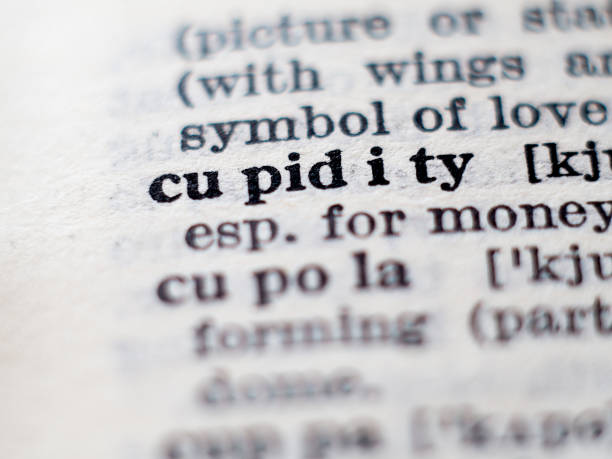 (picture or sta
(with wings an
symbol of love
cu pid i ty [kju
esp. for money
cu po la ['kju
forming (part
dome.